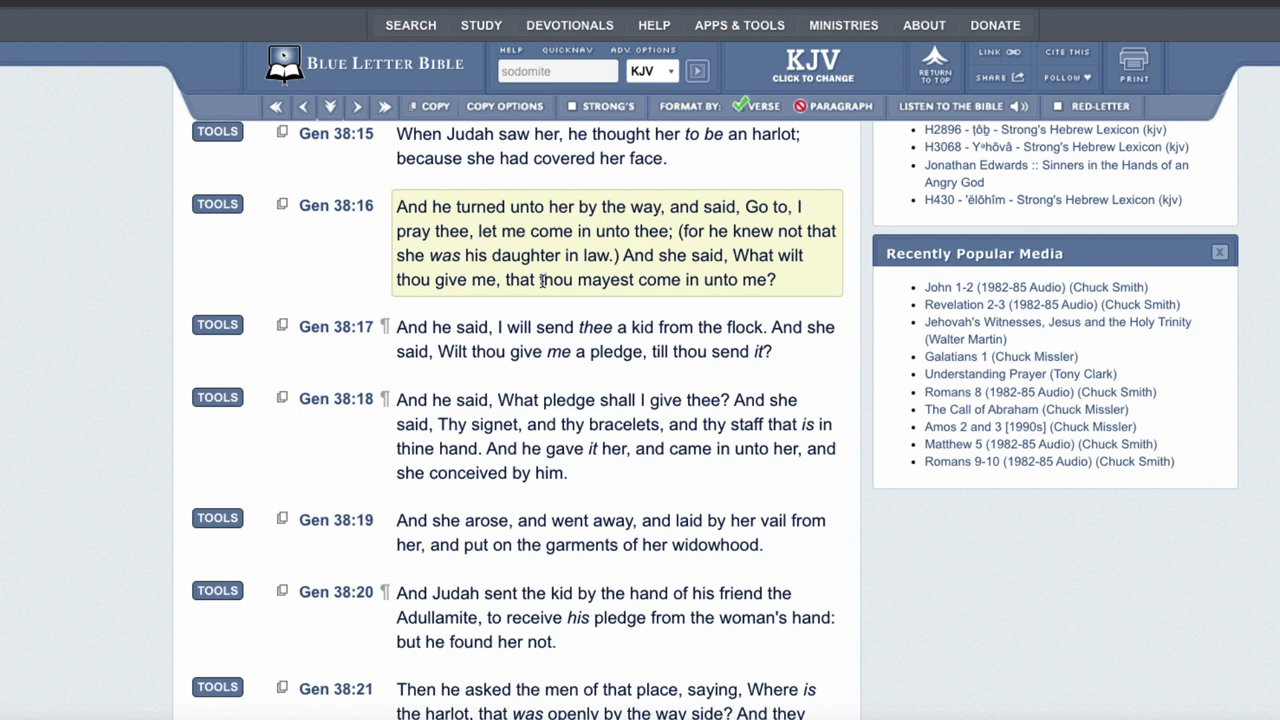 SEARCH STUDY DEVOTIONALS HELP APPS & TOOLS MINISTRIES ABOUT DONATE
BLUE LETTER BIBLE
HELP QUICKNAV ADV. OPTIONS
sodomite KJV
KJV
CLICK TO CHANGE
RETURN
TO TOP
LINK
SHARE
CITE THIS
FOLLOW
PRINT
COPY COPY OPTIONS STRONG'S FORMAT BY: VERSE PARAGRAPH LISTEN TO THE BIBLE RED-LETTER
TOOLS Gen 38:15 When Judah saw her, he thought her to be an harlot;
because she had covered her face.
TOOLS Gen 38:16 And he turned unto her by the way, and said, Go to, I
pray thee, let me come in unto thee; (for he knew not that
she was his daughter in law.) And she said, What wilt
thou give me, that thou mayest come in unto me?
TOOLS Gen 38:17 ¶ And he said, I will send thee a kid from the flock. And she
said, Wilt thou give me a pledge, till thou send it?
TOOLS Gen 38:18 ¶ And he said, What pledge shall I give thee? And she
said, Thy signet, and thy bracelets, and thy staff that is in
thine hand. And he gave it her, and came in unto her, and
she conceived by him.
TOOLS Gen 38:19 And she arose, and went away, and laid by her vail from
her, and put on the garments of her widowhood.
TOOLS Gen 38:20 ¶ And Judah sent the kid by the hand of his friend the
Adullamite, to receive his pledge from the woman's hand:
but he found her not.
TOOLS Gen 38:21 Then he asked the men of that place, saying, Where is
the harlot, that was openly by the way side? And they
H2896 - ṭôḇ - Strong's Hebrew Lexicon (kjv)
H3068 - Yᵊhōvâ - Strong's Hebrew Lexicon (kjv)
Jonathan Edwards :: Sinners in the Hands of an
Angry God
H430 - 'ĕlōhîm - Strong's Hebrew Lexicon (kjv)
Recently Popular Media x
John 1-2 (1982-85 Audio) (Chuck Smith)
Revelation 2-3 (1982-85 Audio) (Chuck Smith)
Jehovah's Witnesses, Jesus and the Holy Trinity
(Walter Martin)
Galatians 1 (Chuck Missler)
Understanding Prayer (Tony Clark)
Romans 8 (1982-85 Audio) (Chuck Smith)
The Call of Abraham (Chuck Missler)
Amos 2 and 3 [1990s] (Chuck Missler)
Matthew 5 (1982-85 Audio) (Chuck Smith)
Romans 9-10 (1982-85 Audio) (Chuck Smith)